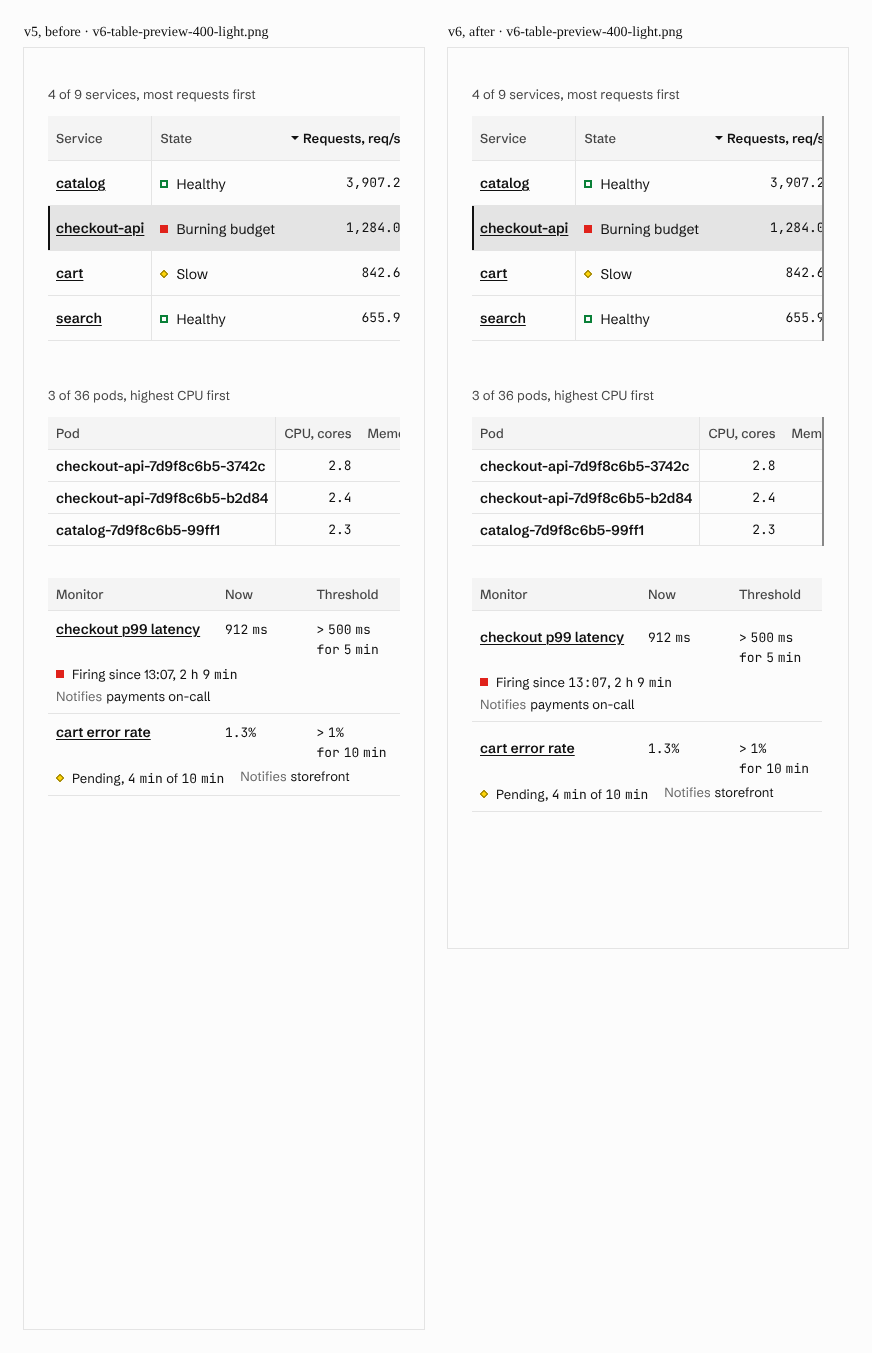 v5, before · v6-table-preview-400-light.png
4 of 9 services, most requests first
Service State Requests, req/s
catalog Healthy 3,907.2
checkout-api Burning budget 1,284.0
cart Slow 842.6
search Healthy 655.9
3 of 36 pods, highest CPU first
Pod CPU, cores Mem
checkout-api-7d9f8c6b5-3742c 2.8
checkout-api-7d9f8c6b5-b2d84 2.4
catalog-7d9f8c6b5-99ff1 2.3
Monitor Now Threshold
checkout p99 latency 912 ms > 500 ms
for 5 min
Firing since 13:07, 2 h 9 min
Notifies payments on-call
cart error rate 1.3% > 1%
for 10 min
Pending, 4 min of 10 min Notifies storefront
v6, after · v6-table-preview-400-light.png
4 of 9 services, most requests first
Service State Requests, req/s
catalog Healthy 3,907.2
checkout-api Burning budget 1,284.0
cart Slow 842.6
search Healthy 655.9
3 of 36 pods, highest CPU first
Pod CPU, cores Mem
checkout-api-7d9f8c6b5-3742c 2.8
checkout-api-7d9f8c6b5-b2d84 2.4
catalog-7d9f8c6b5-99ff1 2.3
Monitor Now Threshold
checkout p99 latency 912 ms > 500 ms
for 5 min
Firing since 13:07, 2 h 9 min
Notifies payments on-call
cart error rate 1.3% > 1%
for 10 min
Pending, 4 min of 10 min Notifies storefront